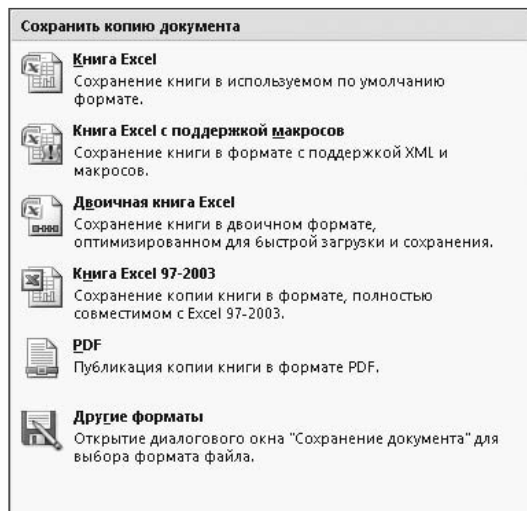 Сохранить копию документа
Книга Excel
Сохранение книги в используемом по умолчанию
формате.
Книга Excel с поддержкой макросов
Сохранение книги в формате с поддержкой XML и
макросов.
Двоичная книга Excel
Сохранение книги в двоичном формате,
оптимизированном для быстрой загрузки и сохранения.
Книга Excel 97-2003
Сохранение копии книги в формате, полностью
совместимом с Excel 97-2003.
PDF
Публикация копии книги в формате PDF.
Другие форматы
Открытие диалогового окна "Сохранение документа" для
выбора формата файла.